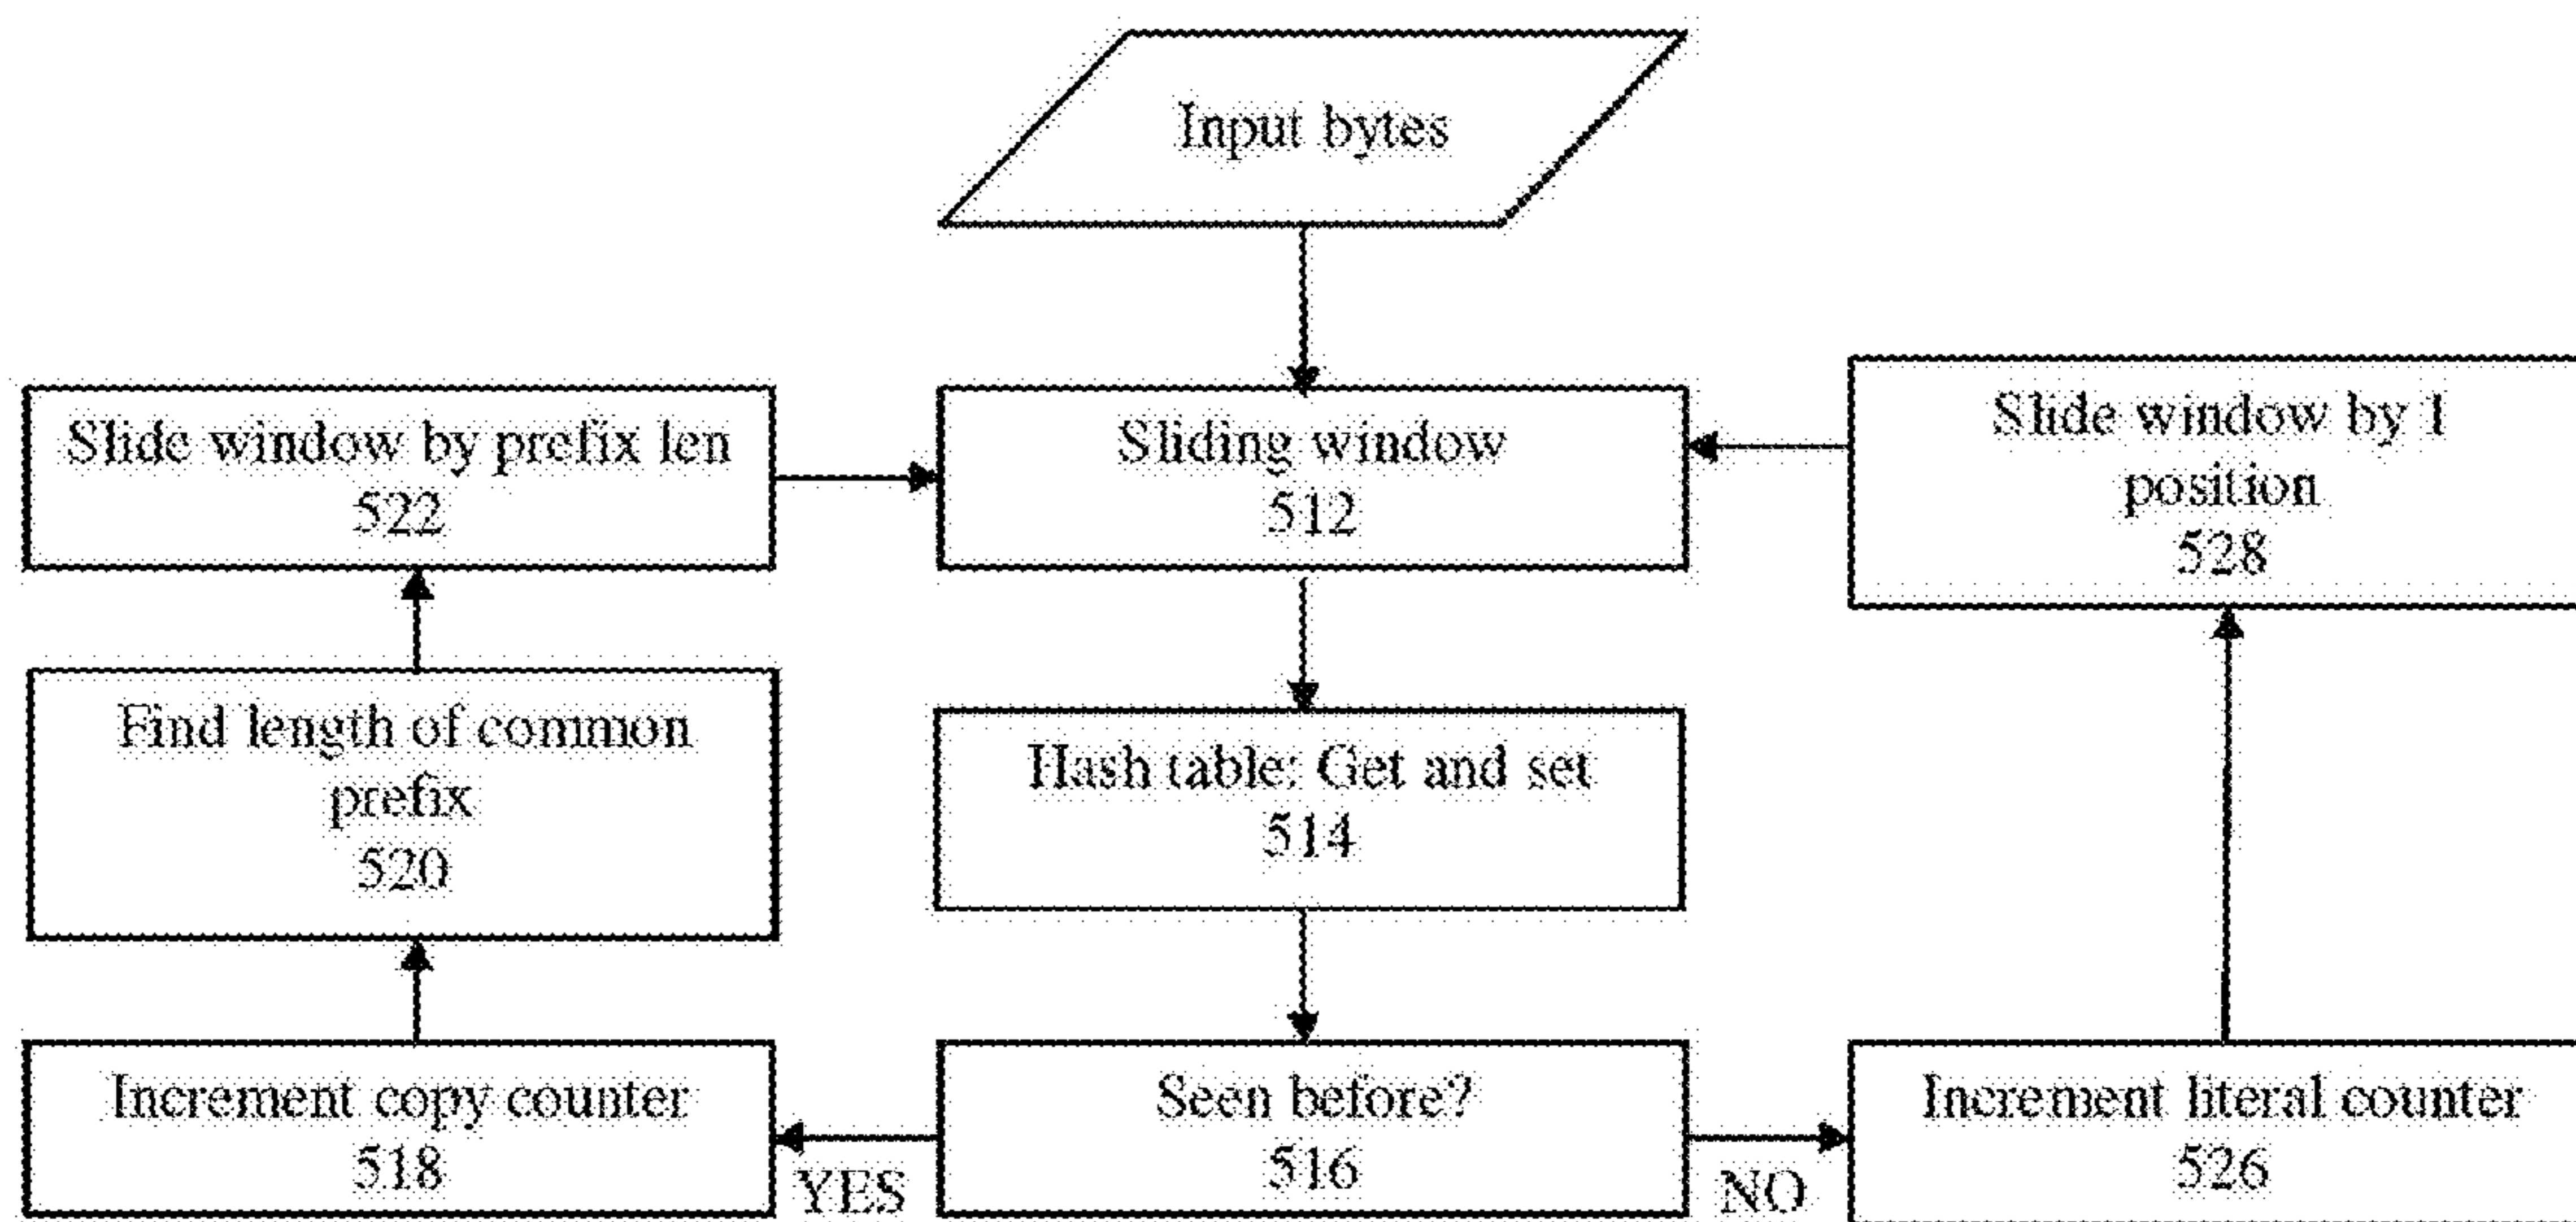 Input bytes
Slide window by prefix len
522
Sliding window
512
Slide window by 1
position
528
Find length of common
prefix
520
Hash table: Get and set
514
Increment copy counter
518
YES
Seen before?
516
NO
Increment literal counter
526